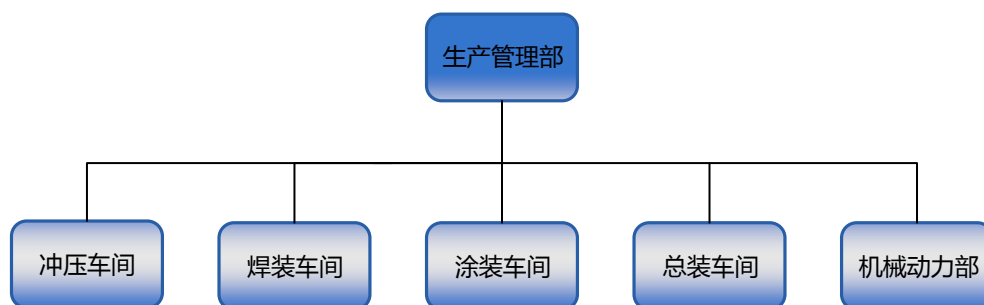 生产管理部
冲压车间
焊装车间
涂装车间
总装车间
机械动力部